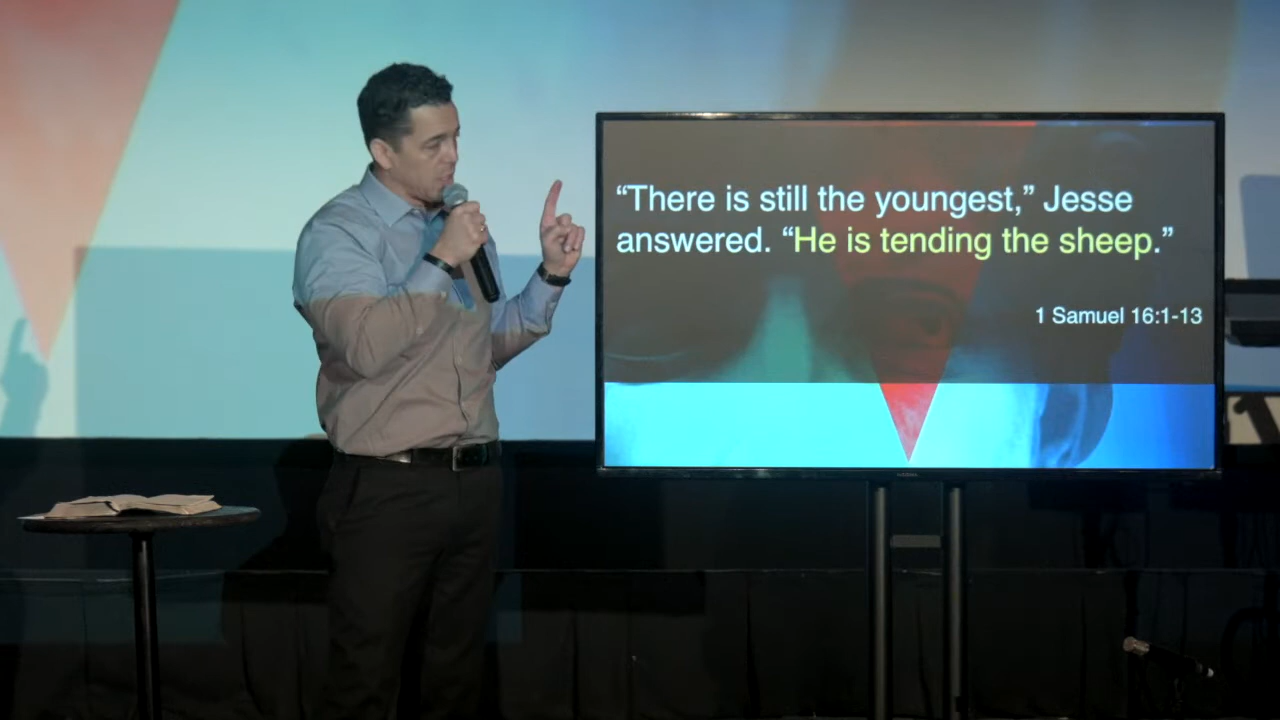 “There is still the youngest,” Jesse
answered. “He is tending the sheep.”
1 Samuel 16:1-13